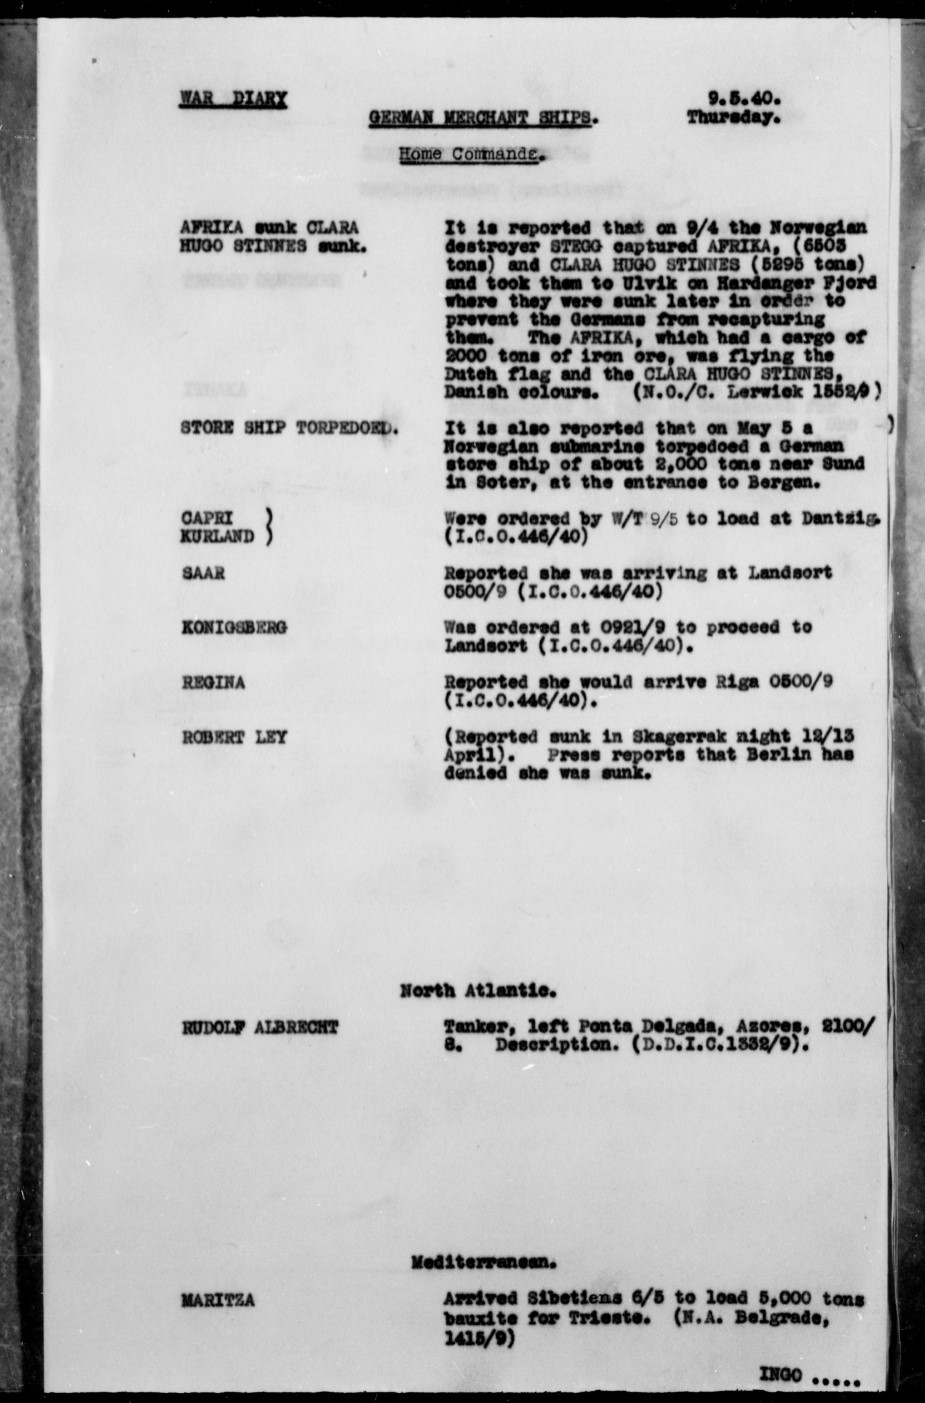 WAR DIARY
9.5.40.
GERMAN MERCHANT SHIPS.
Thursday.
Home Commands.
AFRIKA sunk CLARA
HUGO STINNES sunk.
It is reported that on 9/4 the Norwegian
destroyer STEGG captured AFRIKA, (6503
tons) and CLARA HUGO STINNES (5295 tons)
and took them to Ulvik on Hardanger Fjord
where they were sunk later in order to
prevent the Germans from recapturing
them. The AFRIKA, which had a cargo of
2000 tons of iron ore, was flying the
Dutch flag and the CLARA HUGO STINNES,
Danish colours. (N.O./C. Lerwick 1552/9)
STORE SHIP TORPEDOED.
It is also reported that on May 5 a
Norwegian submarine torpedoed a German
store ship of about 2,000 tons near Sund
in Soter, at the entrance to Bergen.
CAPRI )
KURLAND )
Were ordered by W/T 9/5 to load at Dantzig.
(I.C.O.446/40)
SAAR
Reported she was arriving at Landsort
0500/9 (I.C.O.446/40)
KONIGSBERG
Was ordered at 0921/9 to proceed to
Landsort (I.C.O.446/40).
REGINA
Reported she would arrive Riga 0500/9
(I.C.O.446/40).
ROBERT LEY
(Reported sunk in Skagerrak night 12/13
April). Press reports that Berlin has
denied she was sunk.
North Atlantic.
RUDOLF ALBRECHT
Tanker, left Ponta Delgada, Azores, 2100/
8. Description. (D.D.I.C.1332/9).
Mediterranean.
MARITZA
Arrived Sibetiens 6/5 to load 5,000 tons
bauxite for Trieste. (N.A. Belgrade,
1415/9)
INGO .....